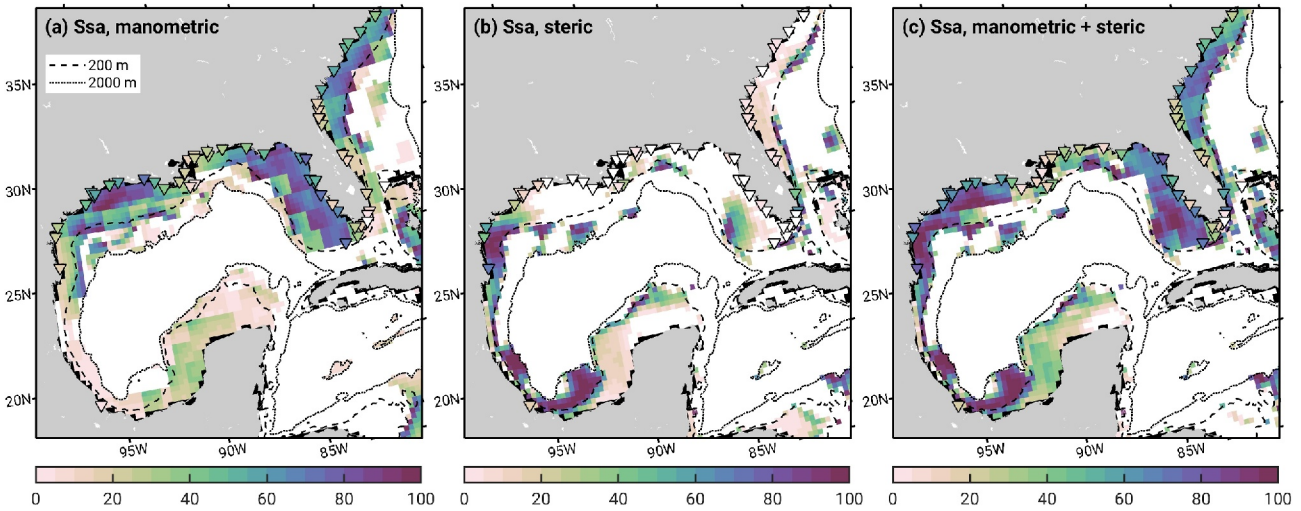 (a) Ssa, manometric
(b) Ssa, steric
(c) Ssa, manometric + steric
200 m
2000 m
35N
30N
25N
20N
35N
30N
25N
20N
35N
30N
25N
20N
95W 90W 85W
95W 90W 85W
95W 90W 85W
0 20 40 60 80 100
0 20 40 60 80 100
0 20 40 60 80 100